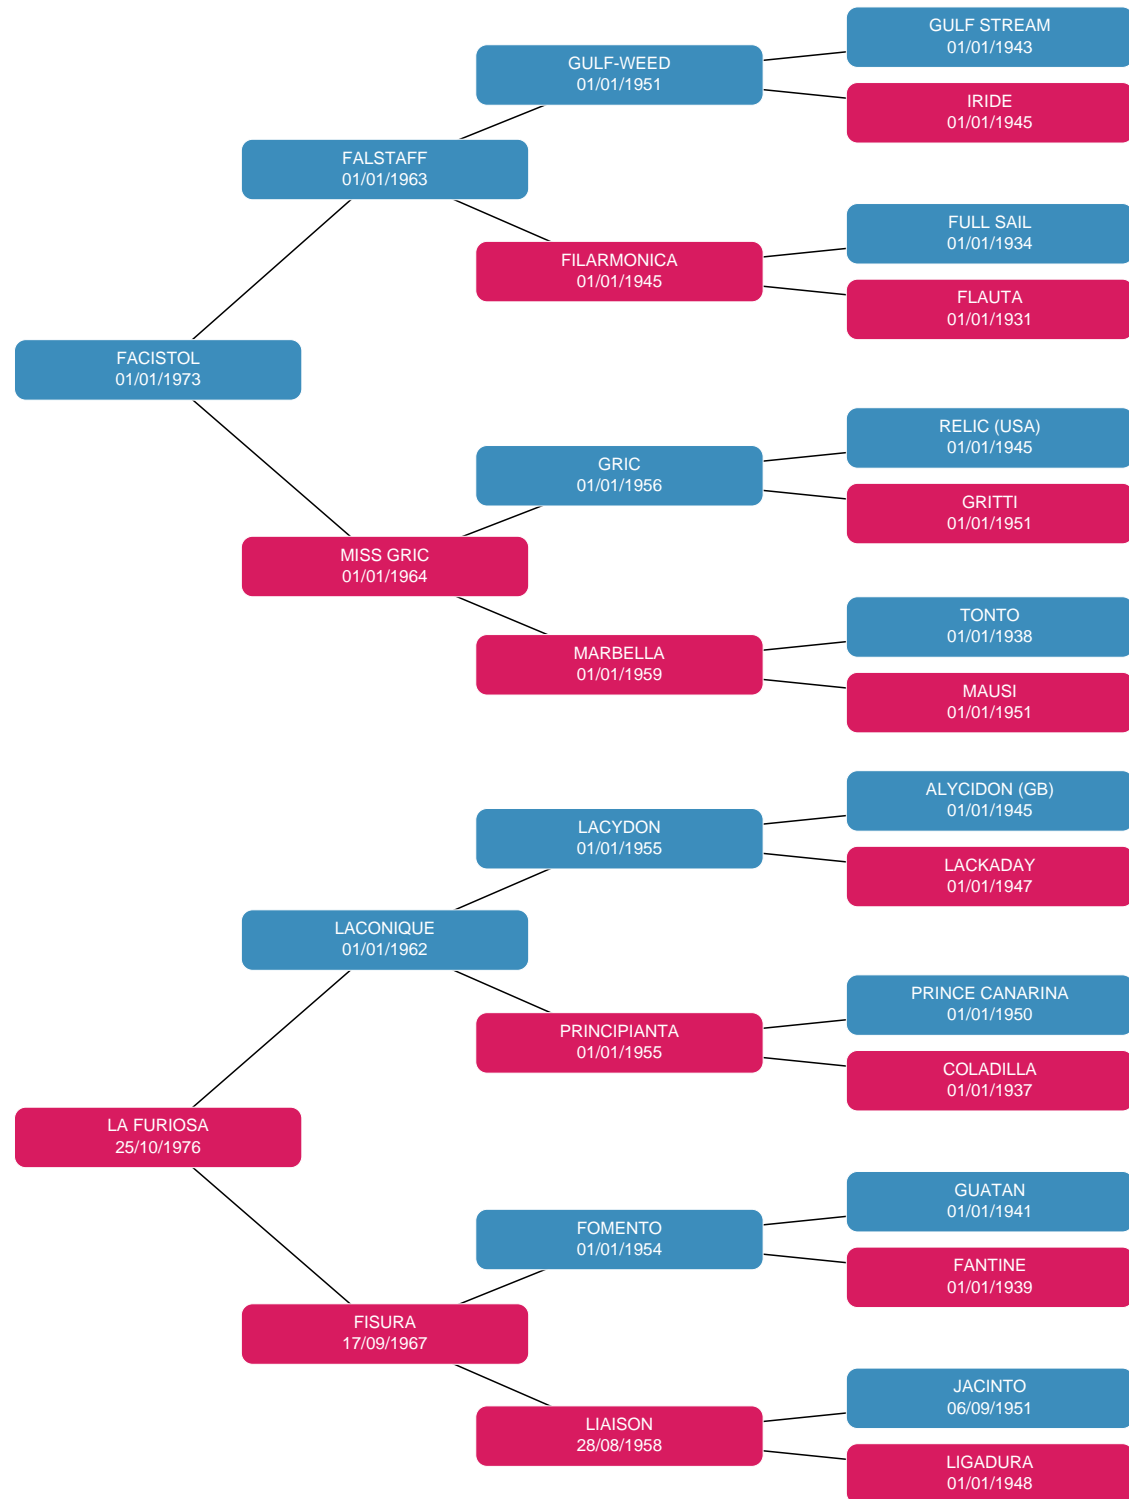 GULF STREAM
01/01/1943
GULF-WEED
01/01/1951
IRIDE
01/01/1945
FALSTAFF
01/01/1963
FULL SAIL
01/01/1934
FILARMONICA
01/01/1945
FLAUTA
01/01/1931
FACISTOL
01/01/1973
RELIC (USA)
01/01/1945
GRIC
01/01/1956
GRITTI
01/01/1951
MISS GRIC
01/01/1964
TONTO
01/01/1938
MARBELLA
01/01/1959
MAUSI
01/01/1951
ALYCIDON (GB)
01/01/1945
LACYDON
01/01/1955
LACKADAY
01/01/1947
LACONIQUE
01/01/1962
PRINCE CANARINA
01/01/1950
PRINCIPIANTA
01/01/1955
COLADILLA
01/01/1937
LA FURIOSA
25/10/1976
GUATAN
01/01/1941
FOMENTO
01/01/1954
FANTINE
01/01/1939
FISURA
17/09/1967
JACINTO
06/09/1951
LIAISON
28/08/1958
LIGADURA
01/01/1948